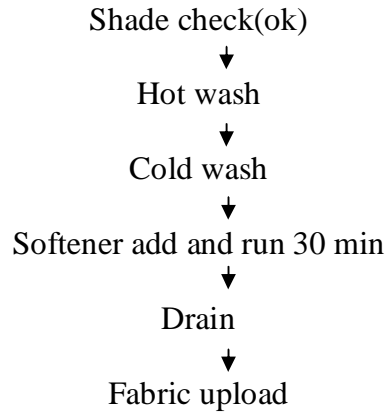 Shade check(ok)
Hot wash
Cold wash
Softener add and run 30 min
Drain
Fabric upload